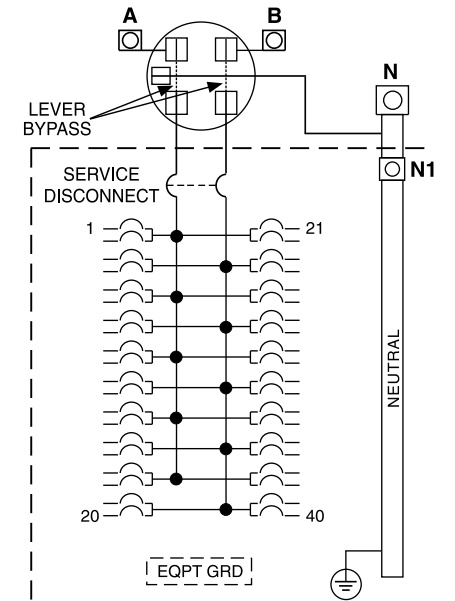 A
B
N
LEVER
BYPASS
N1
SERVICE
DISCONNECT
1
21
NEUTRAL
20
40
EQPT GRD